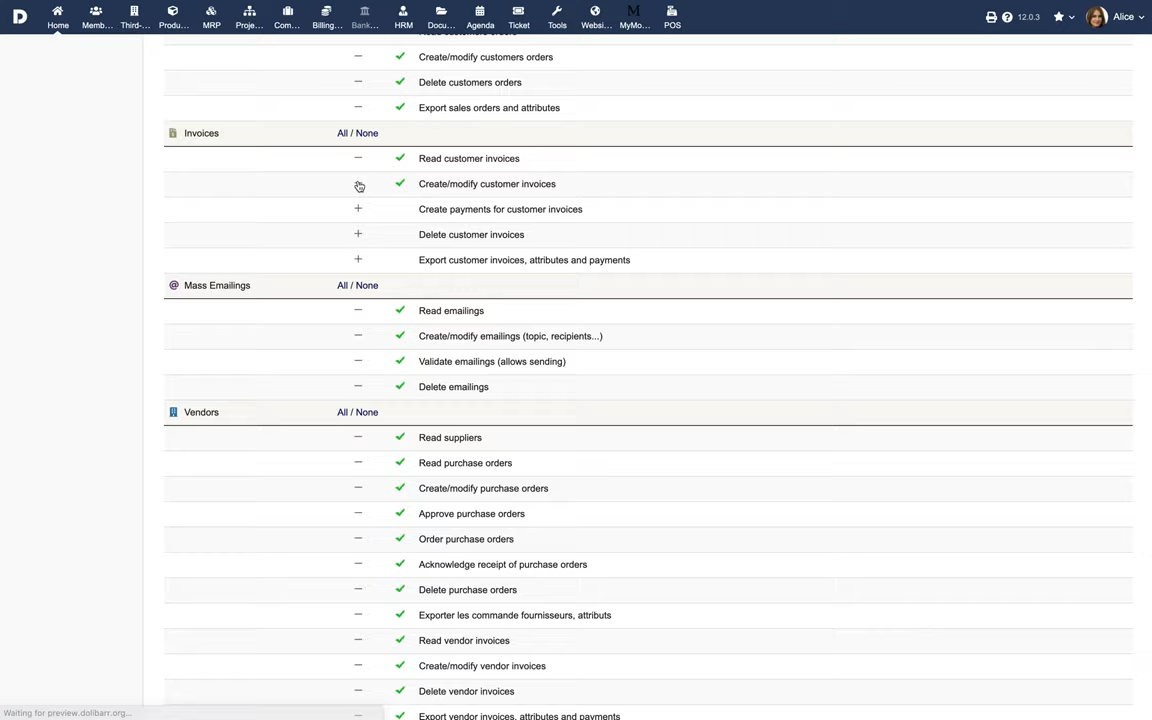 D
Home
Memb...
Third-...
Produ...
MRP
Proje...
Com...
Billing...
Bank...
HRM
Docu...
Agenda
Ticket
Tools
Websi...
M
MyMo...
POS
12.0.3
Alice
Read customers orders
Create/modify customers orders
Delete customers orders
Export sales orders and attributes
Invoices All / None
Read customer invoices
Create/modify customer invoices
Create payments for customer invoices
Delete customer invoices
Export customer invoices, attributes and payments
Mass Emailings All / None
Read emailings
Create/modify emailings (topic, recipients...)
Validate emailings (allows sending)
Delete emailings
Vendors All / None
Read suppliers
Read purchase orders
Create/modify purchase orders
Approve purchase orders
Order purchase orders
Acknowledge receipt of purchase orders
Delete purchase orders
Exporter les commande fournisseurs, attributs
Read vendor invoices
Create/modify vendor invoices
Delete vendor invoices
Export vendor invoices, attributes and payments
Waiting for preview.dolibarr.org...